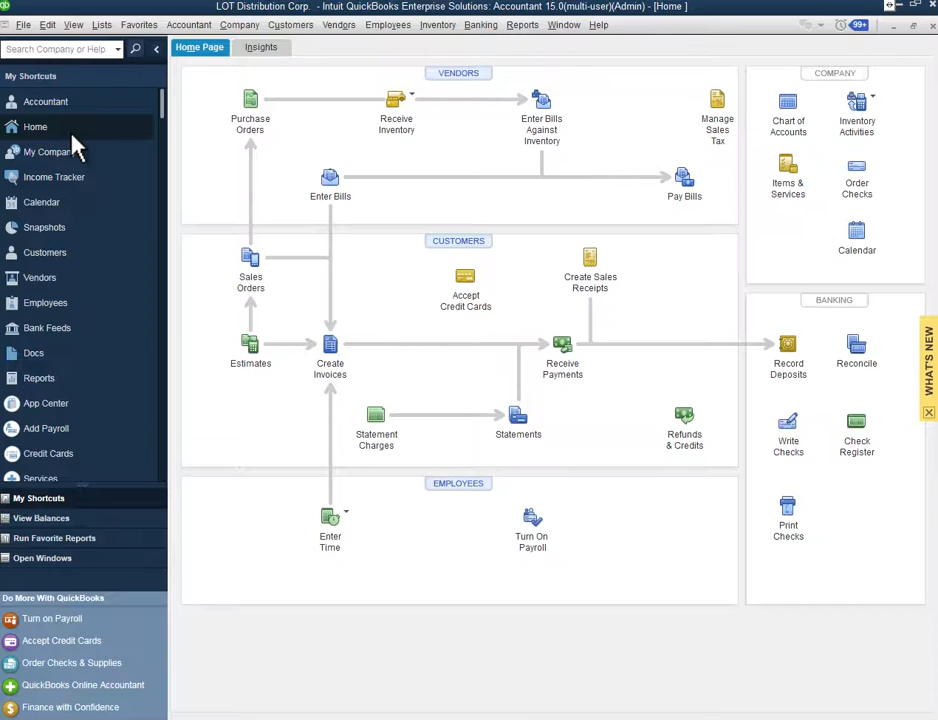 LOT Distribution Corp. - Intuit QuickBooks Enterprise Solutions: Accountant 15.0(multi-user)(Admin) - [Home ]
File Edit View Lists Favorites Accountant Company Customers Vendors Employees Inventory Banking Reports Window Help
99+
Search Company or Help
Home Page
Insights
My Shortcuts
Accountant
Home
My Company
Income Tracker
Calendar
Snapshots
Customers
Vendors
Employees
Bank Feeds
Docs
Reports
App Center
Add Payroll
Credit Cards
Services
My Shortcuts
View Balances
Run Favorite Reports
Open Windows
Do More With QuickBooks
Turn on Payroll
Accept Credit Cards
Order Checks & Supplies
QuickBooks Online Accountant
Finance with Confidence
VENDORS
Purchase
Orders
Receive
Inventory
Enter Bills
Against
Inventory
Manage
Sales
Tax
Enter Bills
Pay Bills
CUSTOMERS
Sales
Orders
Accept
Credit Cards
Create Sales
Receipts
Estimates
Create
Invoices
Receive
Payments
Statement
Charges
Statements
Refunds
& Credits
EMPLOYEES
Enter
Time
Turn On
Payroll
COMPANY
Chart of
Accounts
Inventory
Activities
Items &
Services
Order
Checks
Calendar
BANKING
Record
Deposits
Reconcile
Write
Checks
Check
Register
Print
Checks
WHAT'S NEW